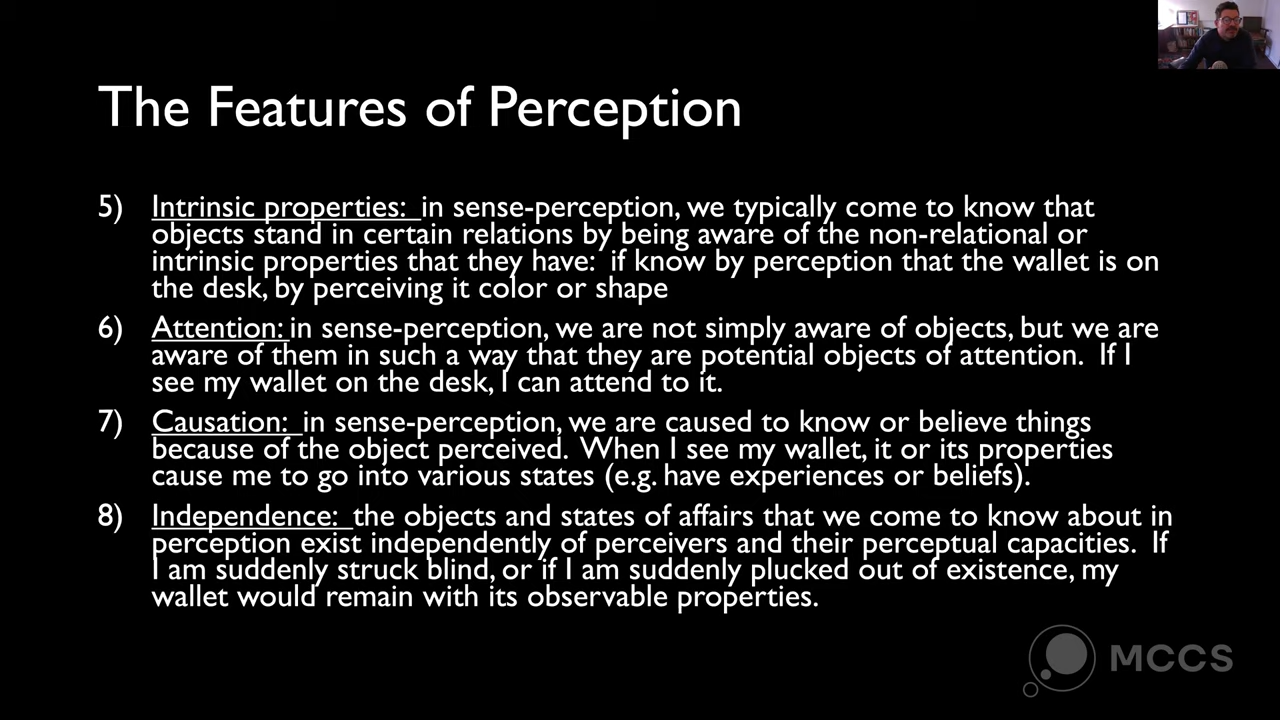 The Features of Perception
5) Intrinsic properties: in sense-perception, we typically come to know that
objects stand in certain relations by being aware of the non-relational or
intrinsic properties that they have: if know by perception that the wallet is on
the desk, by perceiving it color or shape
6) Attention: in sense-perception, we are not simply aware of objects, but we are
aware of them in such a way that they are potential objects of attention. If I
see my wallet on the desk, I can attend to it.
7) Causation: in sense-perception, we are caused to know or believe things
because of the object perceived. When I see my wallet, it or its properties
cause me to go into various states (e.g. have experiences or beliefs).
8) Independence: the objects and states of affairs that we come to know about in
perception exist independently of perceivers and their perceptual capacities. If
I am suddenly struck blind, or if I am suddenly plucked out of existence, my
wallet would remain with its observable properties.
MCCS